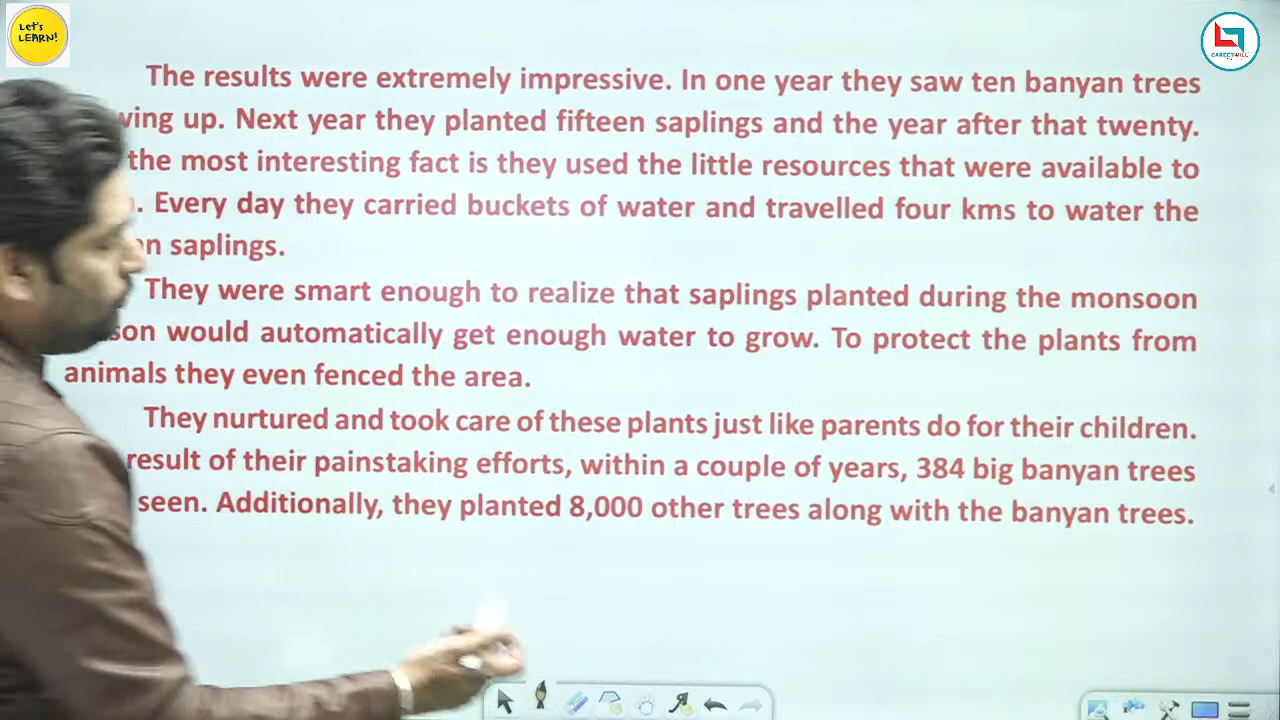 Let's
LEARN!
CAREERWILL
The results were extremely impressive. In one year they saw ten banyan trees
up. Next year they planted fifteen saplings and the year after that twenty.
the most interesting fact is they used the little resources that were available to
. Every day they carried buckets of water and travelled four kms to water the
saplings.
They were smart enough to realize that saplings planted during the monsoon
would automatically get enough water to grow. To protect the plants from
animals they even fenced the area.
They nurtured and took care of these plants just like parents do for their children.
result of their painstaking efforts, within a couple of years, 384 big banyan trees
seen. Additionally, they planted 8,000 other trees along with the banyan trees.